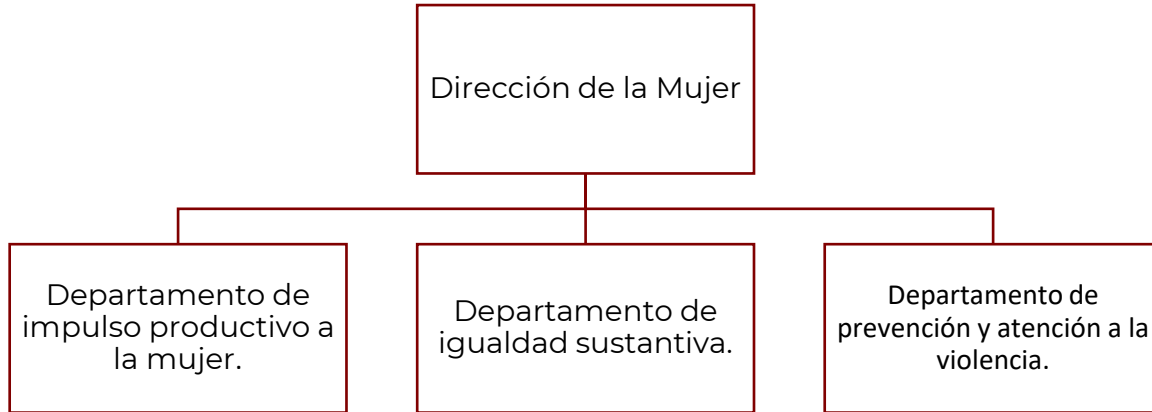 Dirección de la Mujer
Departamento de
impulso productivo a
la mujer.
Departamento de
igualdad sustantiva.
Departamento de
prevención y atención a la
violencia.